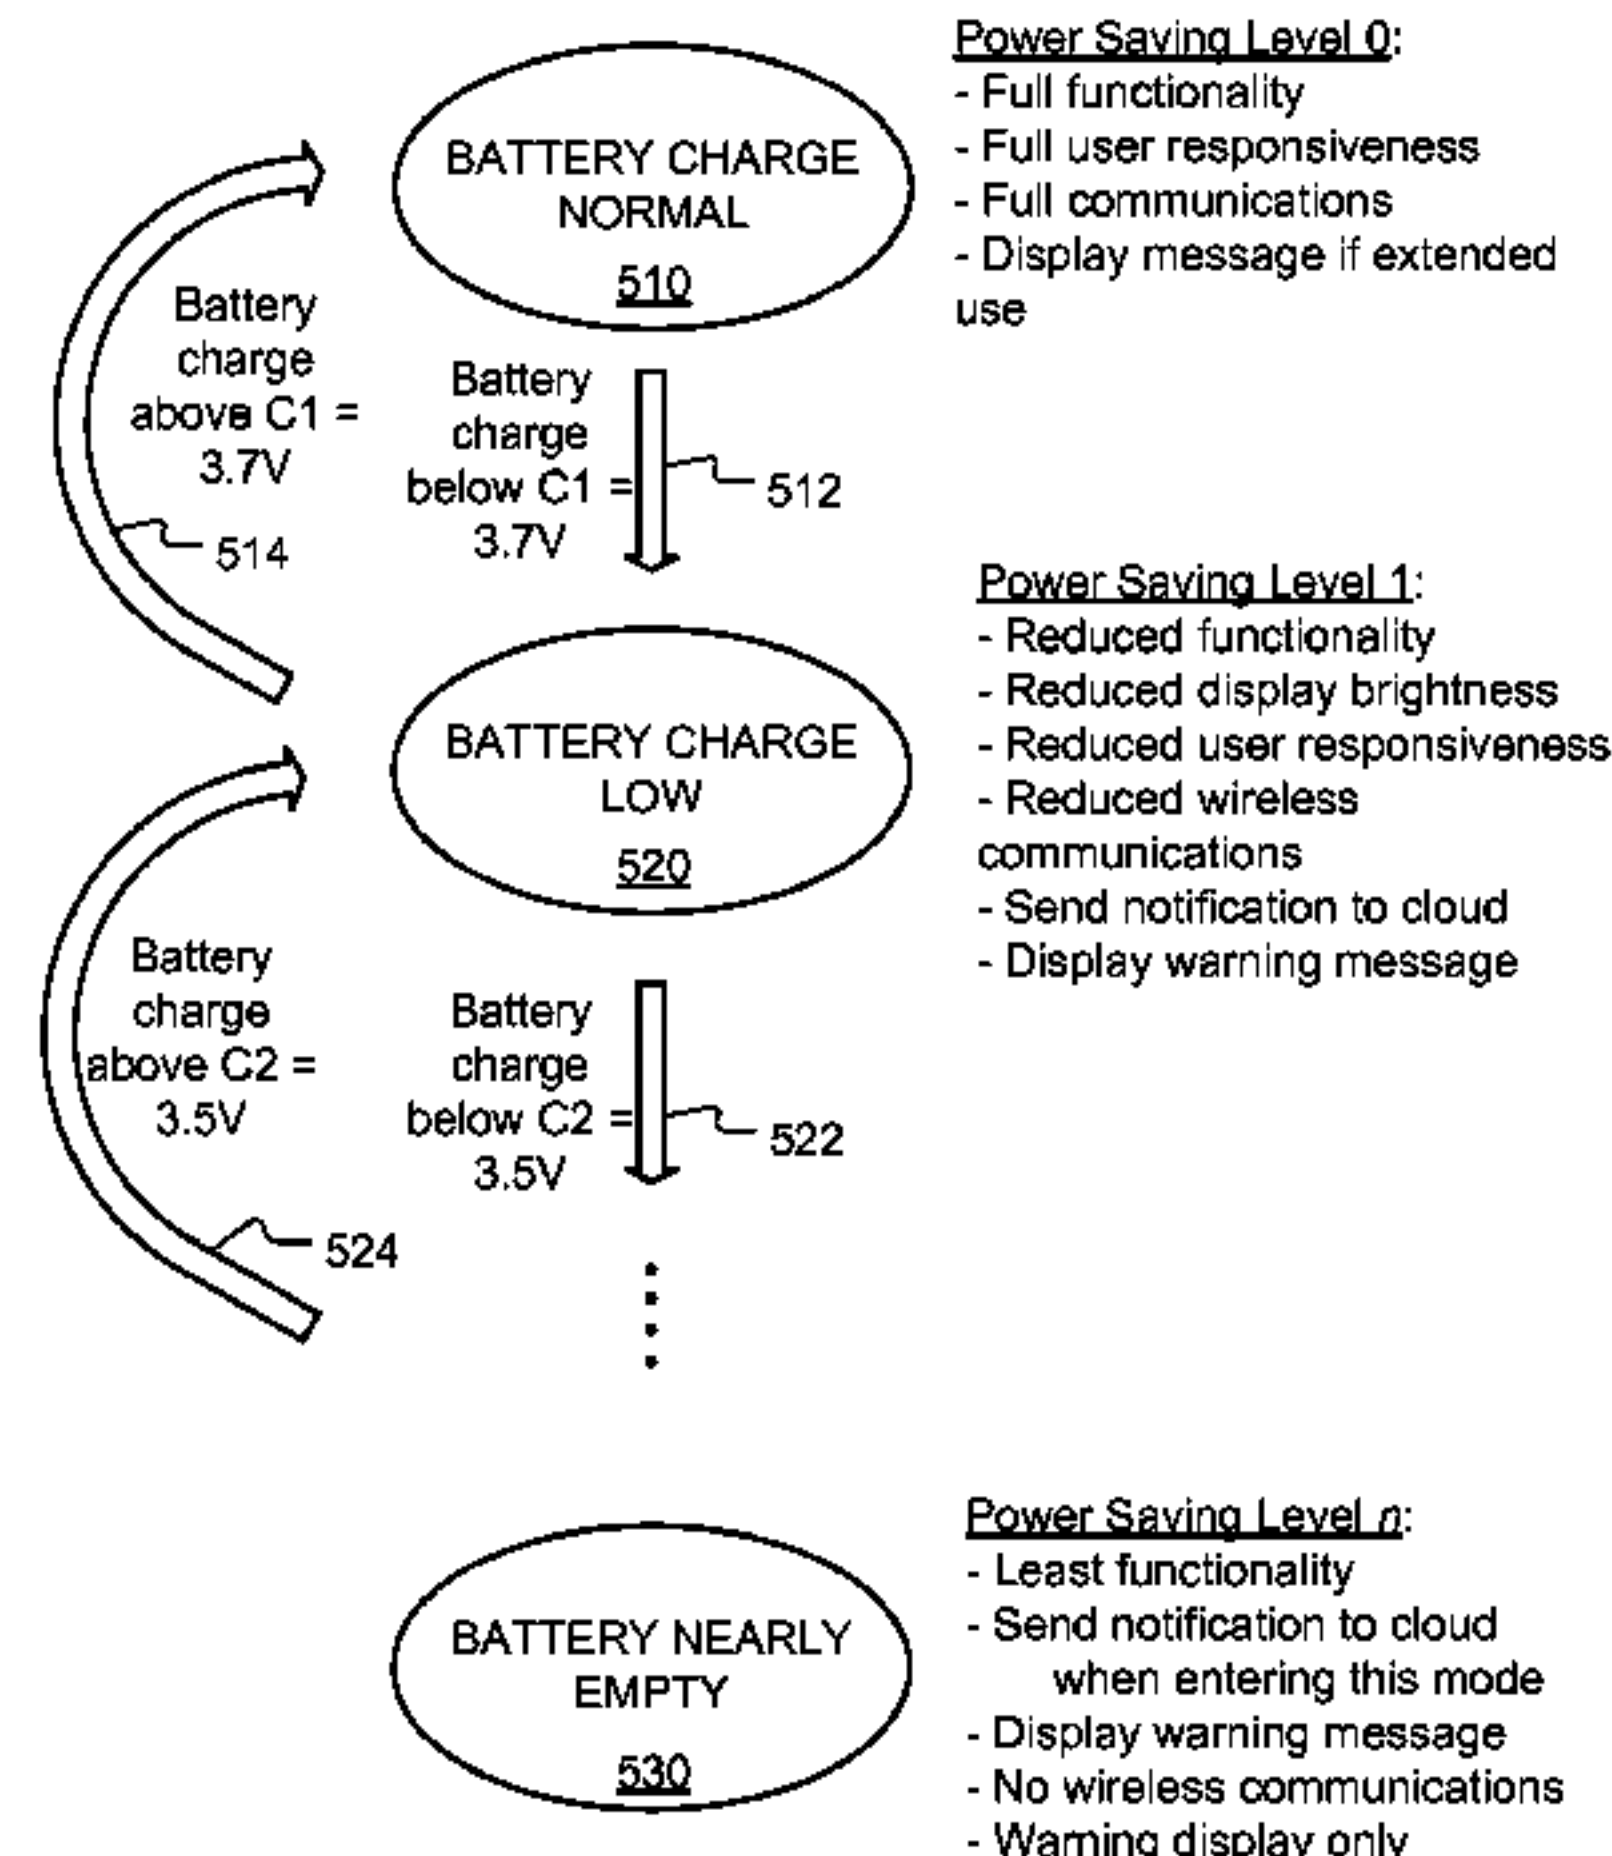 Power Saving Level 0:
- Full functionality
- Full user responsiveness
- Full communications
- Display message if extended
use
BATTERY CHARGE
NORMAL
510
Battery
charge
above C1 =
3.7V
514
Battery
charge
below C1 =
3.7V
512
Power Saving Level 1:
- Reduced functionality
- Reduced display brightness
- Reduced user responsiveness
- Reduced wireless
communications
- Send notification to cloud
- Display warning message
BATTERY CHARGE
LOW
520
Battery
charge
above C2 =
3.5V
524
Battery
charge
below C2 =
3.5V
522
Power Saving Level n:
- Least functionality
- Send notification to cloud
when entering this mode
- Display warning message
- No wireless communications
- Warning display only
BATTERY NEARLY
EMPTY
530